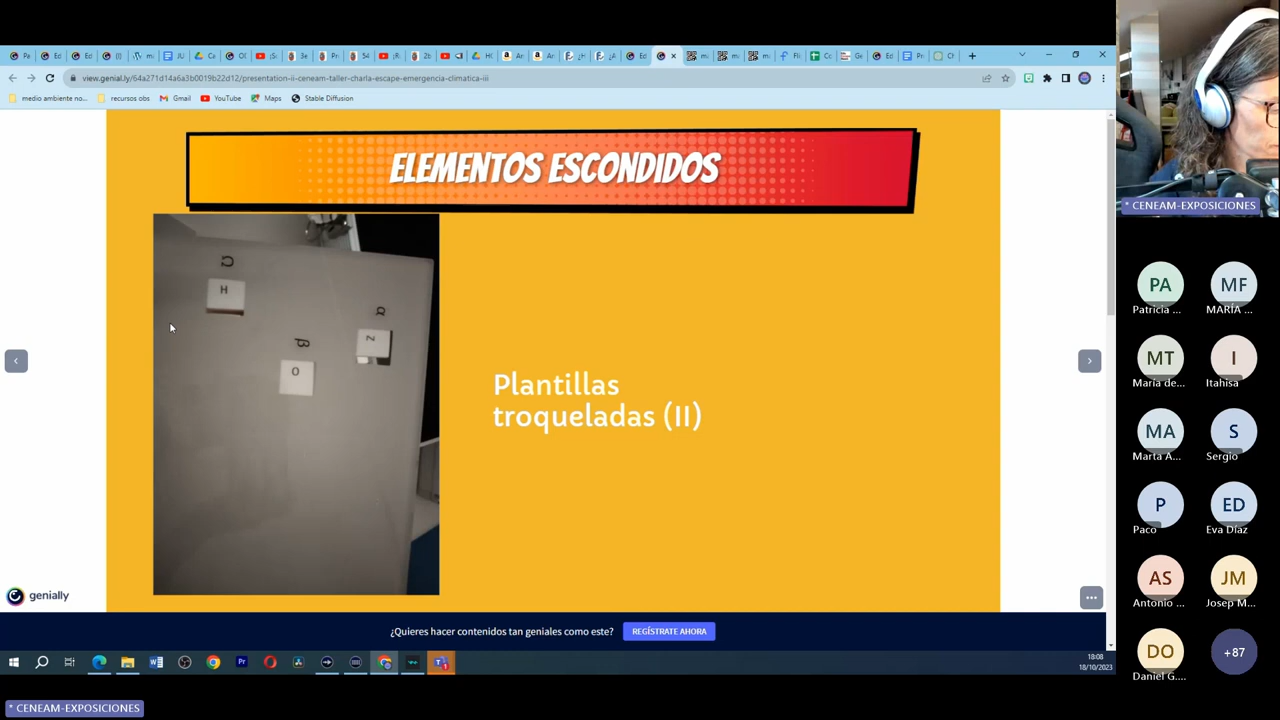 view.genial.ly/64a271d14a6a3b0019b22d12/presentation-ii-ceneam-taller-charla-escape-emergencia-climatica-iii
medio ambiente no... recursos obs Gmail YouTube Maps Stable Diffusion
ELEMENTOS ESCONDIDOS
Ω
H
α
Z
β
O
Plantillas
troqueladas (II)
genially
¿Quieres hacer contenidos tan geniales como este? REGÍSTRATE AHORA
18:08
18/10/2023
* CENEAM-EXPOSICIONES
* CENEAM-EXPOSICIONES
PA MF
Patricia ... MARÍA ...
MT I
María de... Itahisa
MA S
Marta A... Sergio
P ED
Paco Eva Díaz
AS JM
Antonio ... Josep M...
DO +87
Daniel G....